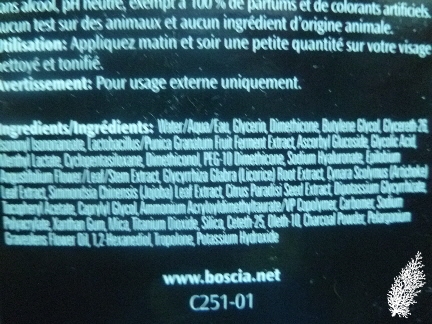 ans alcool, pH neutre, exempt à 100 % de parfums et de colorants artificiels.
ucun test sur des animaux et aucun ingrédient d'origine animale.
Utilisation: Appliquez matin et soir une petite quantité sur votre visage
nettoyé et tonifié.
Avertissement: Pour usage externe uniquement.
Ingredients/Ingrédients: Water/Aqua/Eau, Glycerin, Dimethicone, Butylene Glycol, Glycereth-26,
Isononanoate, Lactobacillus/Punica Granatum Fruit Ferment Extract, Ascorbyl Glucoside, Glycolic Acid,
Menthyl Lactate, Cyclopentasiloxane, Dimethiconol, PEG-10 Dimethicone, Sodium Hyaluronate, Epilobium
Flower/Leaf/Stem Extract, Glycyrrhiza Glabra (Licorice) Root Extract, Cynara Scolymus (Artichoke)
Leaf Extract, Simmondsia Chinensis (Jojoba) Leaf Extract, Citrus Paradisi Seed Extract, Dipotassium Glycyrrhizate,
Tocopheryl Acetate, Caprylyl Glycol, Ammonium Acryloyldimethyltaurate/VP Copolymer, Carbomer, Sodium
Polyacrylate, Xanthan Gum, Mica, Titanium Dioxide, Silica, Ceteth-25, Oleth-10, Charcoal Powder, Pelargonium
Graveolens Flower Oil, 1,2-Hexanediol, Tropolone, Potassium Hydroxide
www.boscia.net
C251-01